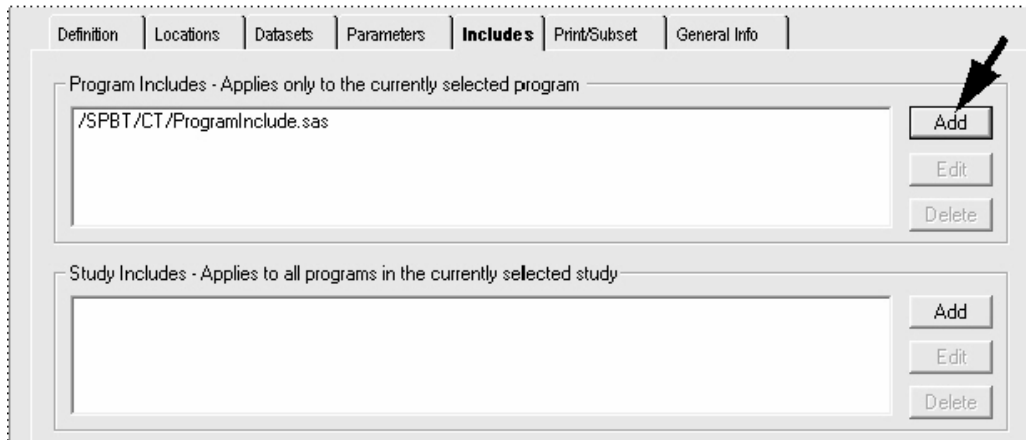 Definition Locations Datasets Parameters Includes Print/Subset General Info
Program Includes - Applies only to the currently selected program
/SPBT/CT/ProgramInclude.sas
Add
Edit
Delete
Study Includes - Applies to all programs in the currently selected study
Add
Edit
Delete